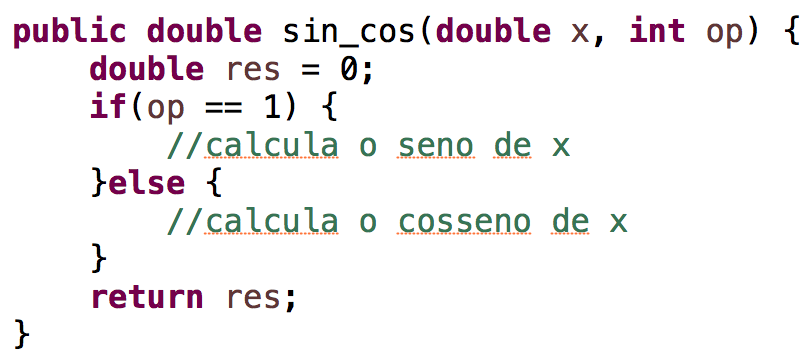 public double sin_cos(double x, int op) {
    double res = 0;
    if(op == 1) {
        //calcula o seno de x
    }else {
        //calcula o cosseno de x
    }
    return res;
}